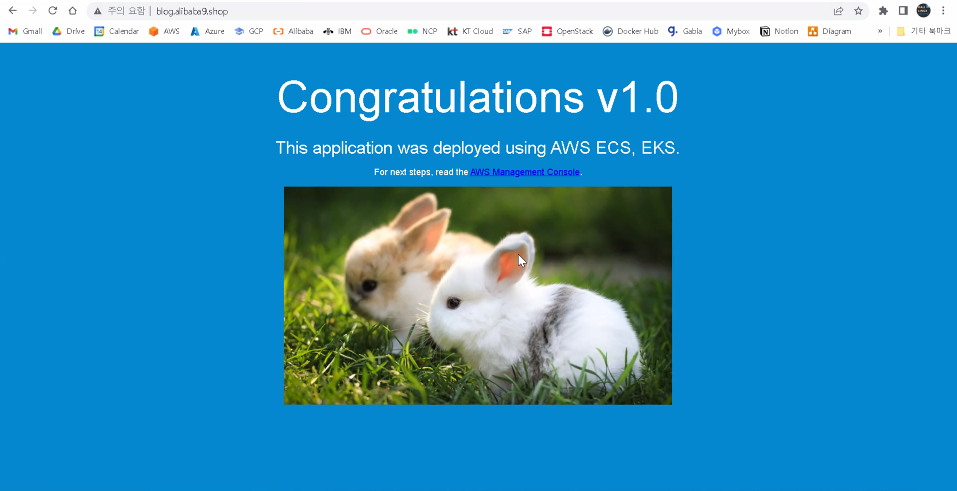 주의 요함 | blog.alibaba9.shop
Gmail Drive Calendar AWS Azure GCP Alibaba IBM Oracle NCP KT Cloud SAP OpenStack Docker Hub Gabia Mybox Notion Diagram » 기타 북마크
Congratulations v1.0
This application was deployed using AWS ECS, EKS.
For next steps, read the AWS Management Console.